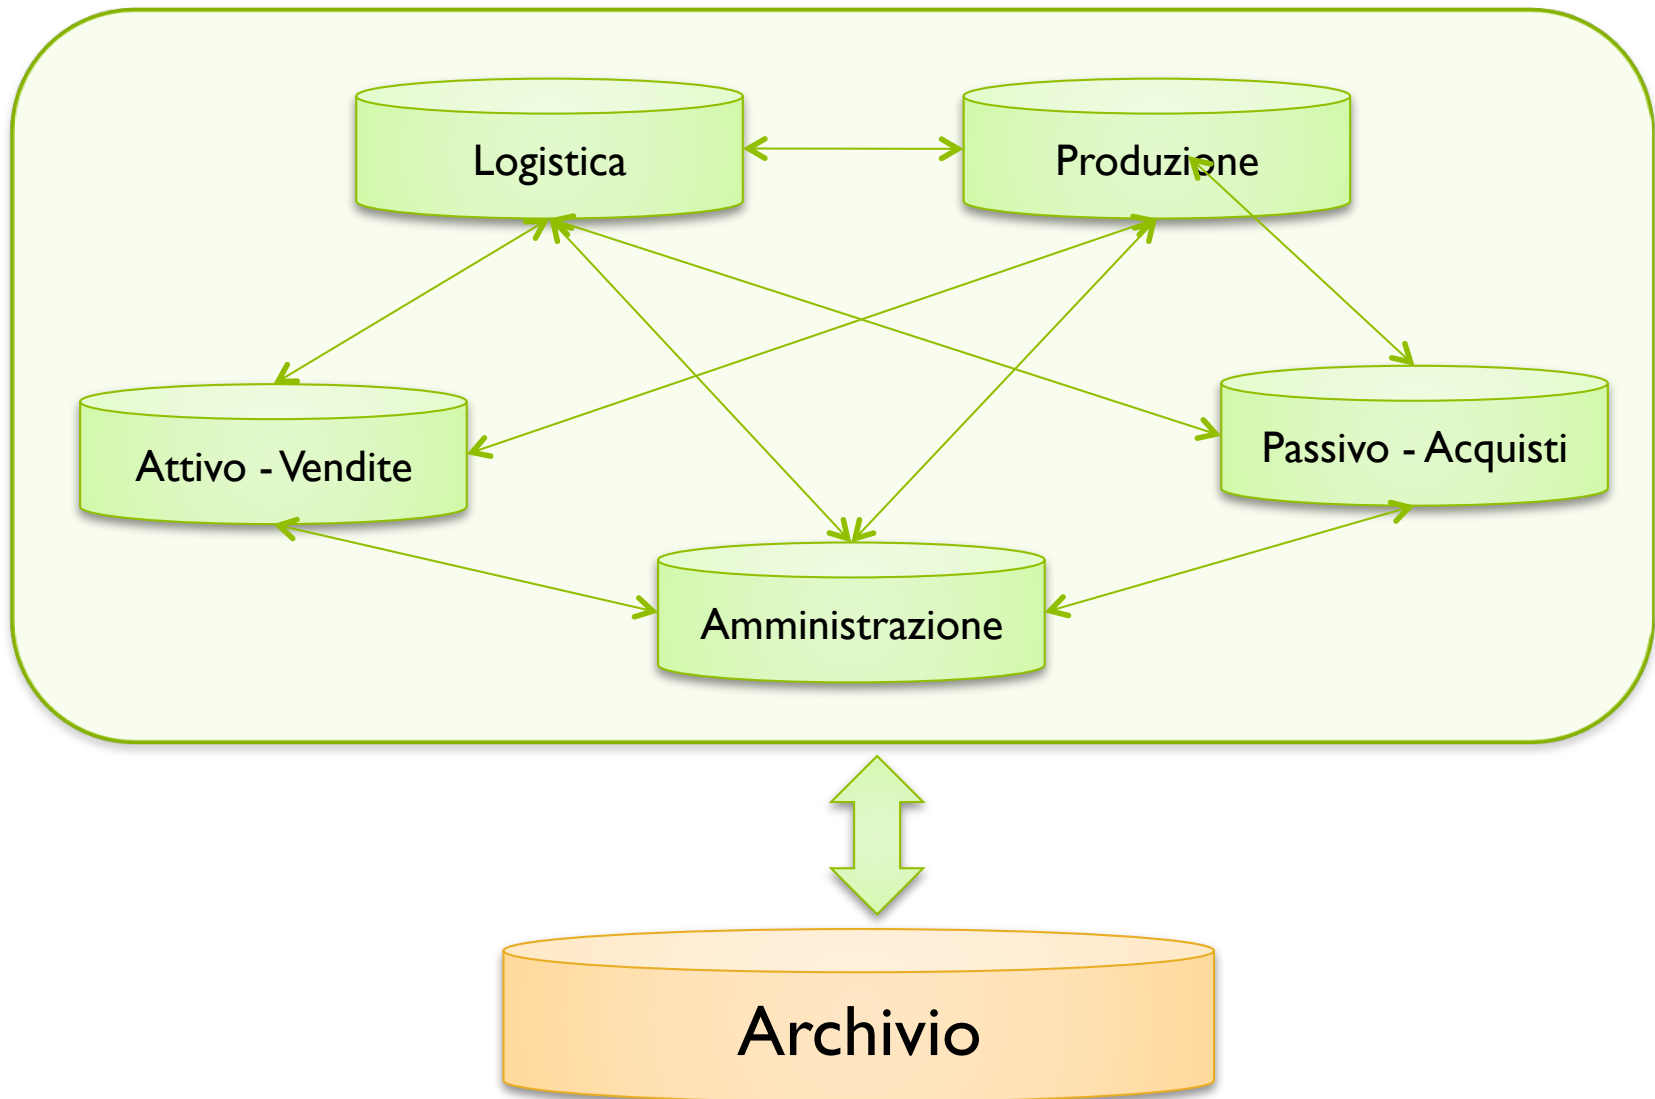 Logistica
Produzione
Attivo - Vendite
Passivo - Acquisti
Amministrazione
Archivio